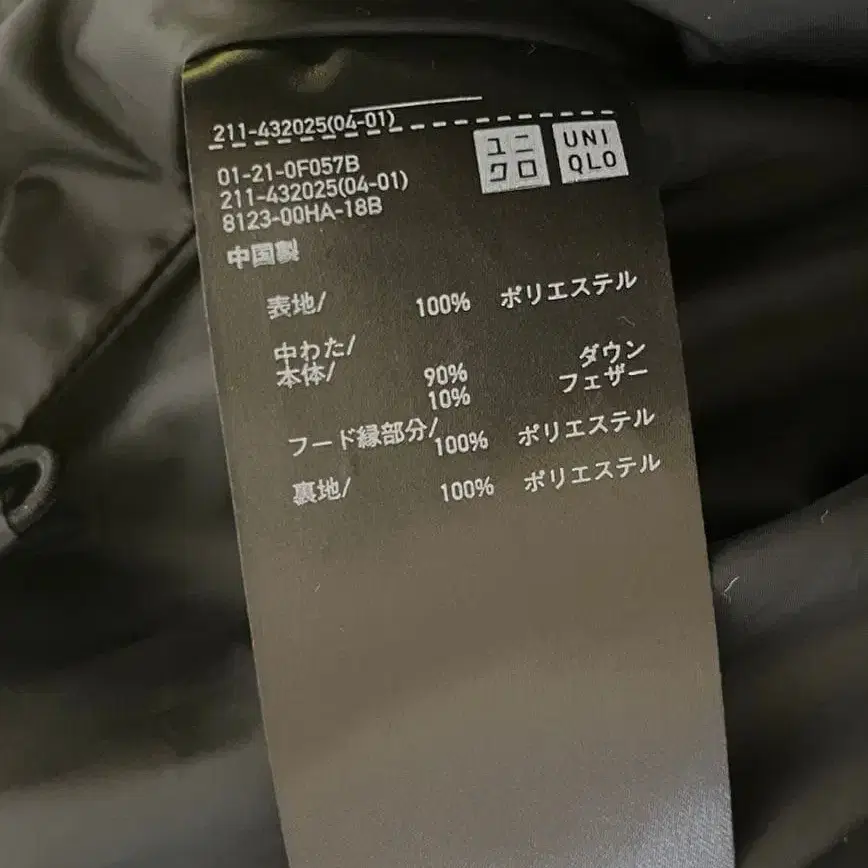 211-432025(04-01)
ユニクロ
UNIQLO
01-21-0F057B
211-432025(04-01)
8123-00HA-18B
中国製
表地/ 100% ポリエステル
中わた/
本体/ 90% ダウン
10% フェザー
フード縁部分/ 100% ポリエステル
裏地/ 100% ポリエステル